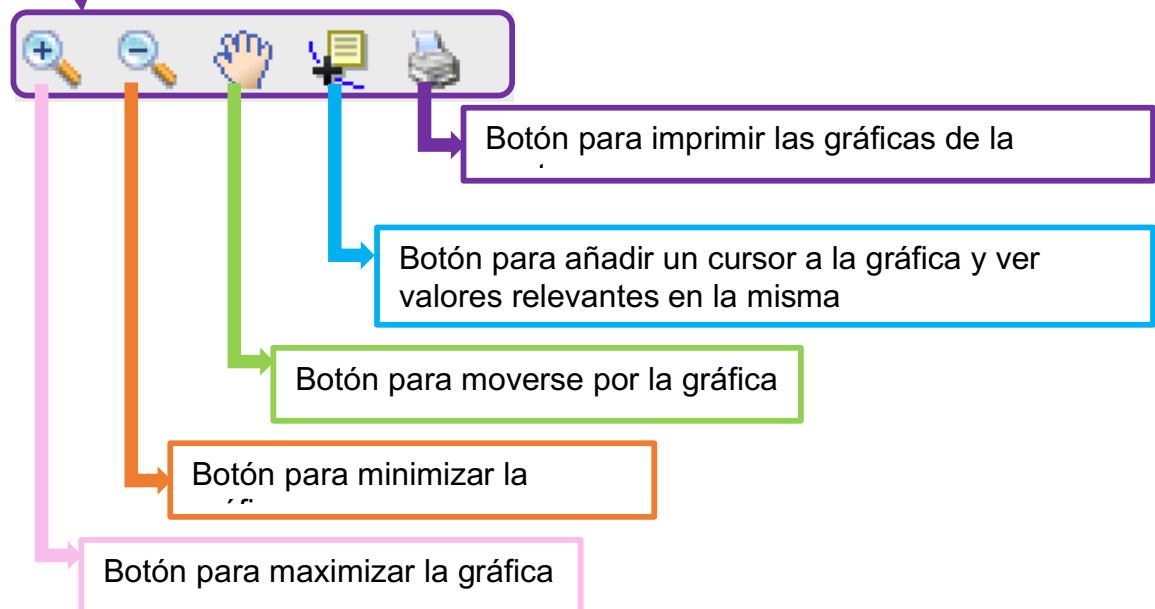 Botón para imprimir las gráficas de la
Botón para añadir un cursor a la gráfica y ver
valores relevantes en la misma
Botón para moverse por la gráfica
Botón para minimizar la
Botón para maximizar la gráfica